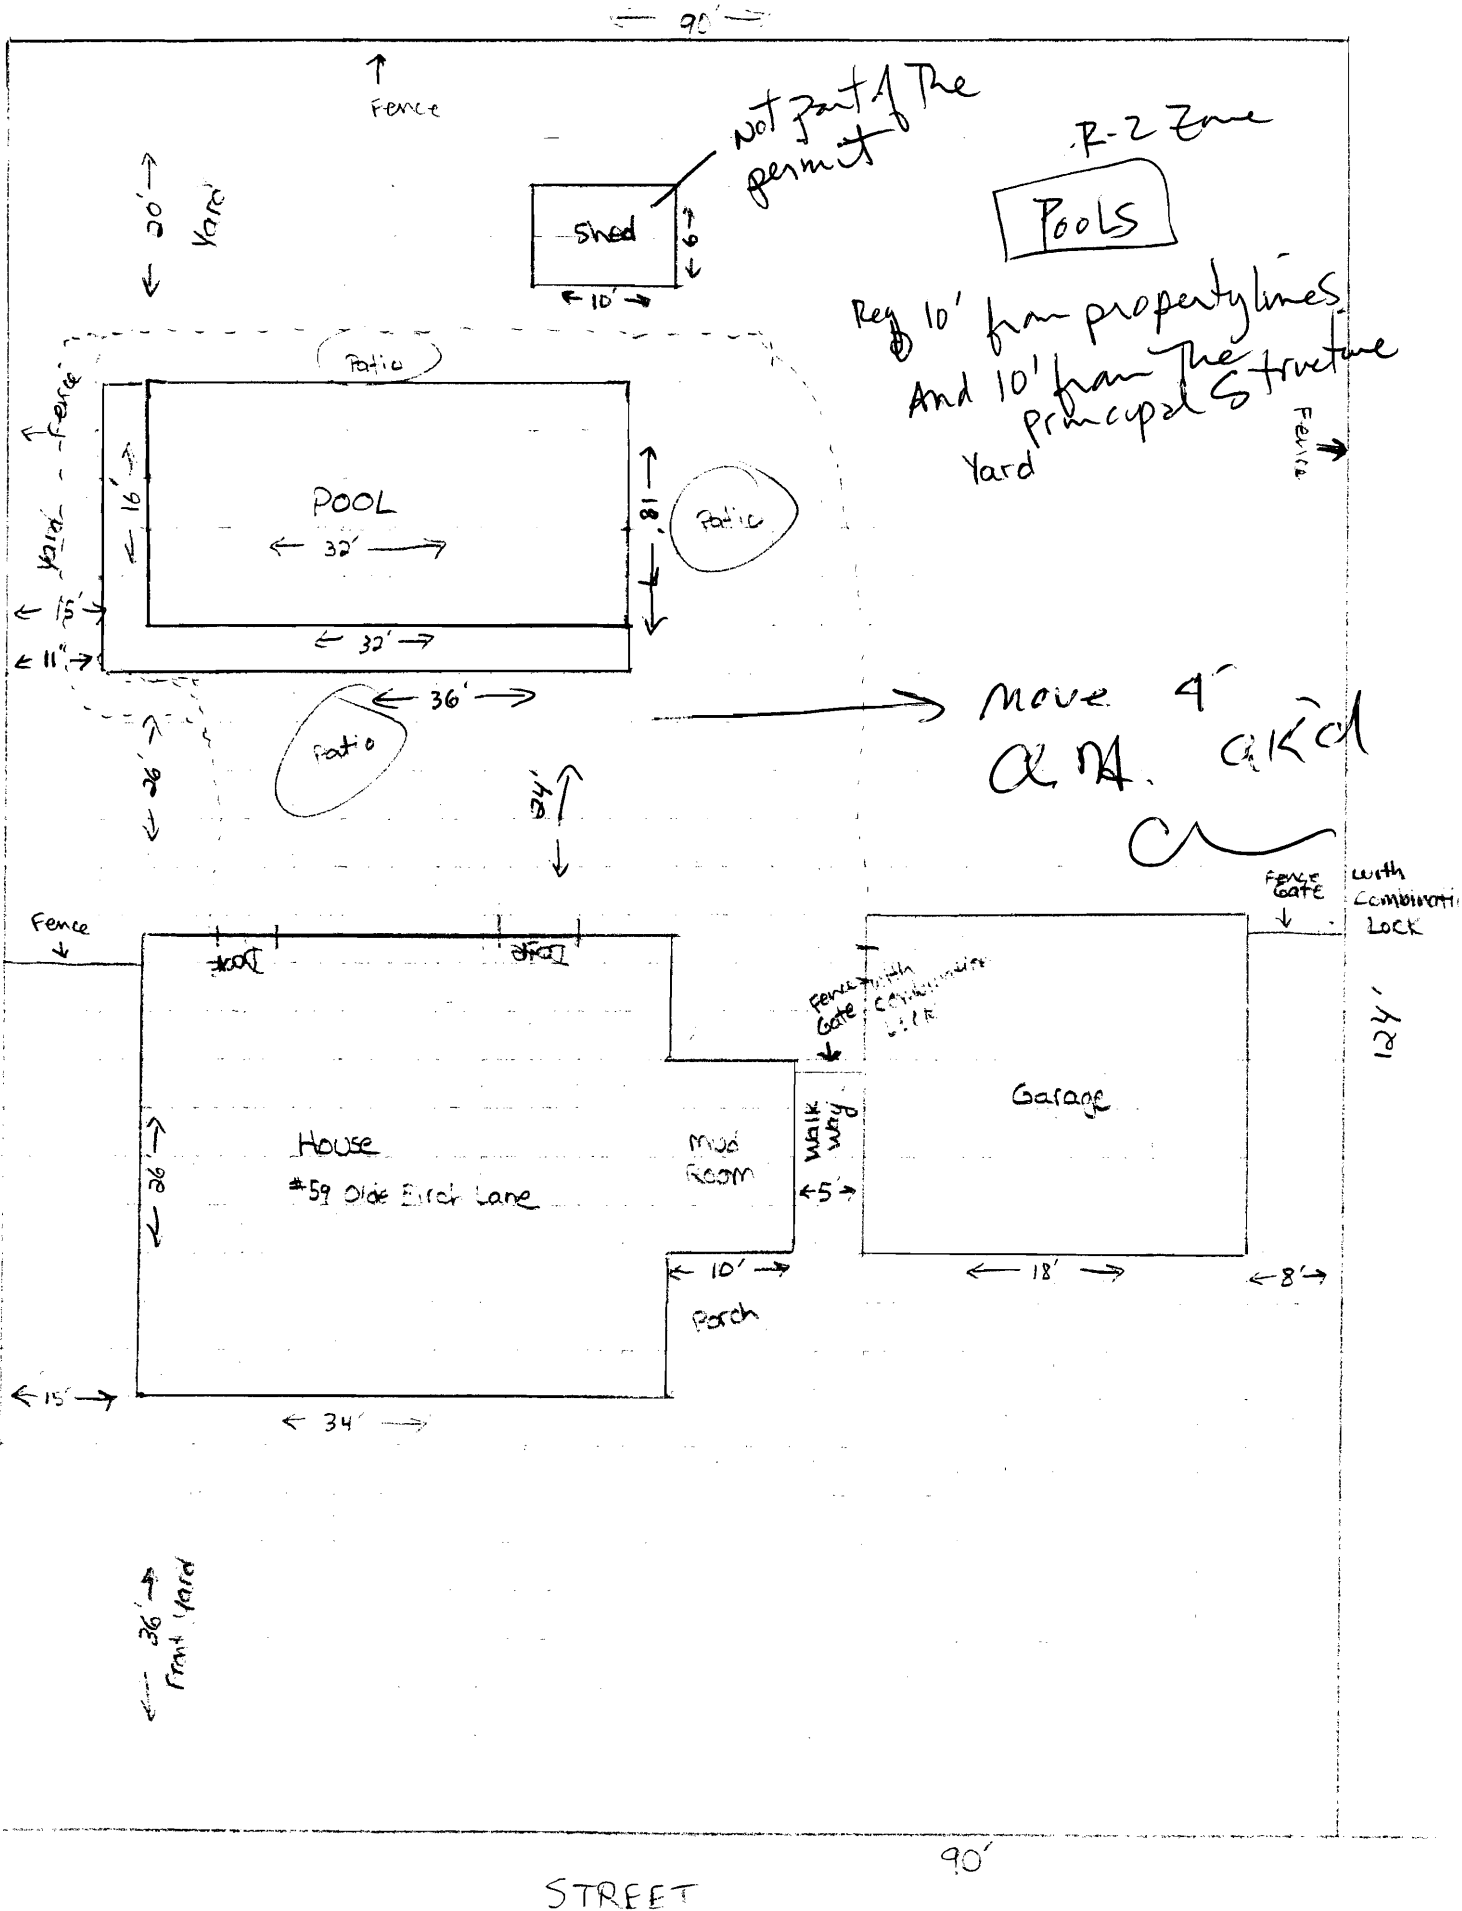 90'
Fence
Not part of The
permit
R-2 Zone
POOLS
20'
Yard
Shed
6
10'
Req 10' from property lines
And 10' from The
principal Structure
Patio
Fence
Yard
Fence
Yard
16'
POOL
32'
18'
Patio
15'
32'
11"
36'
Move 4'
Patio
26'
24'
Fence
Gate
with
Combinati
Lock
Fence
Door
Door
Fence with
Gate Combination
Lock
124'
Garage
Walk
Way
House
Mud
Room
#59 Olde Birch Lane
26'
5'
10'
18'
8'
Porch
15'
34'
36'
Front Yard
90'
STREET